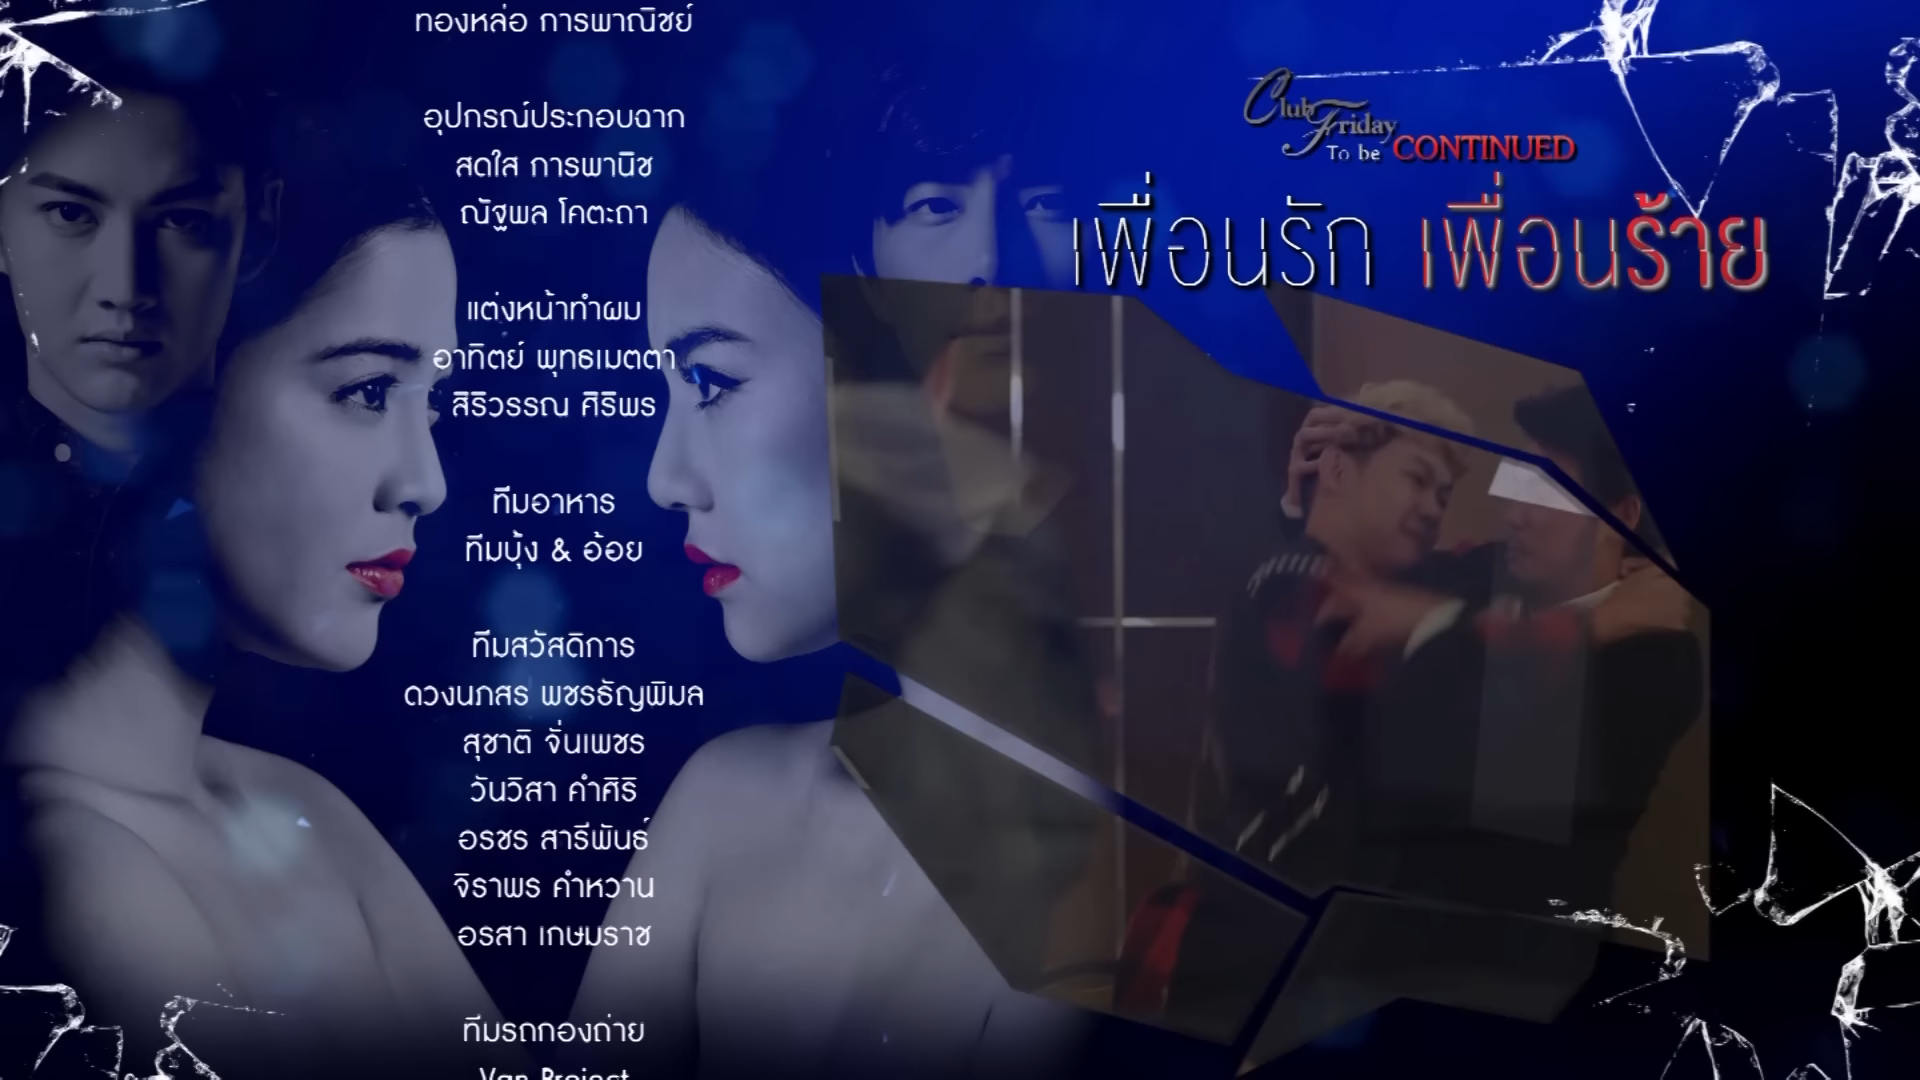 ทองหล่อ การพาณิชย์
อุปกรณ์ประกอบฉาก
สดใส การพานิช
ณัฐพล โคตะถา
แต่งหน้าทำผม
อาทิตย์ พุทธเมตตา
สิริวรรณ ศิริพร
ทีมอาหาร
ทีมบุ้ง & อ้อย
ทีมสวัสดิการ
ดวงนภสร พชรธัญพิมล
สุชาติ จั่นเพชร
วันวิสา คำศิริ
อรชร สารีพันธ์
จิราพร คำหวาน
อรสา เกษมราช
ทีมรถกองถ่าย
Van Project
Club Friday
To be CONTINUED
เพื่อนรัก เพื่อนร้าย